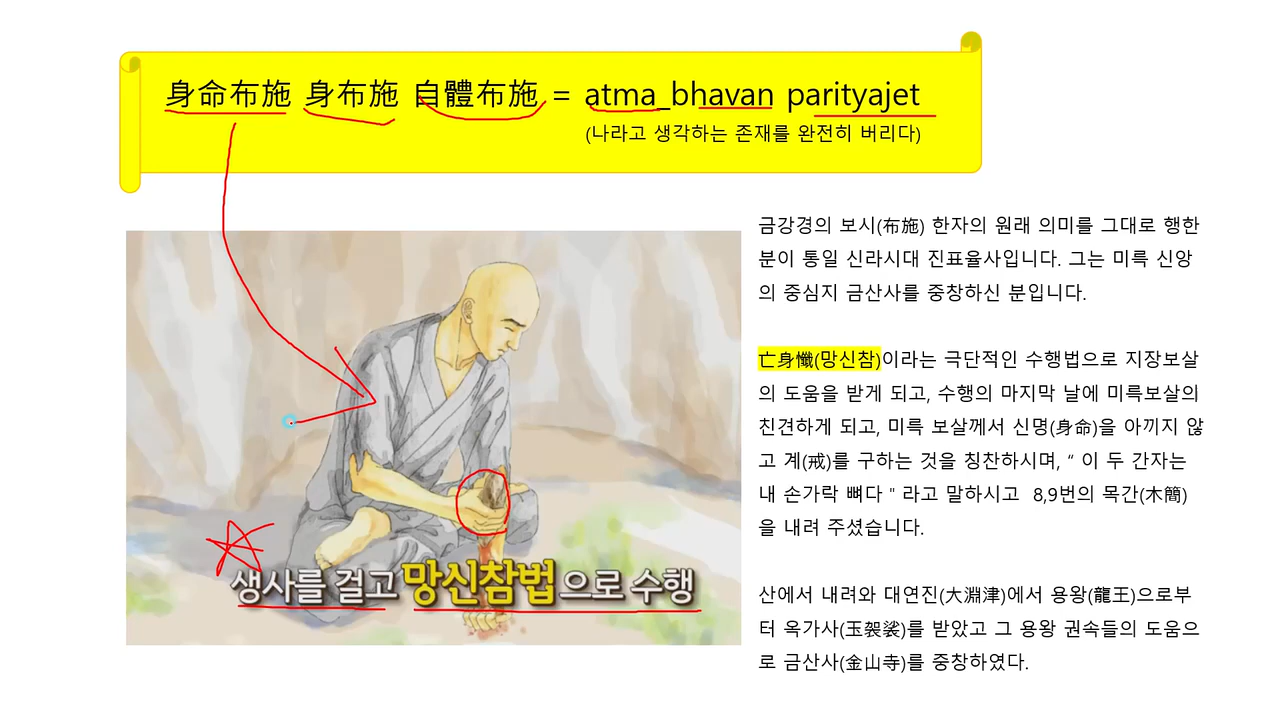 身命布施 身布施 自體布施 = atma_bhavan parityajet
(나라고 생각하는 존재를 완전히 버리다)
금강경의 보시(布施) 한자의 원래 의미를 그대로 행한
분이 통일 신라시대 진표율사입니다. 그는 미륵 신앙
의 중심지 금산사를 중창하신 분입니다.
亡身懺(망신참)이라는 극단적인 수행법으로 지장보살
의 도움을 받게 되고, 수행의 마지막 날에 미륵보살의
친견하게 되고, 미륵 보살께서 신명(身命)을 아끼지 않
고 계(戒)를 구하는 것을 칭찬하시며, “ 이 두 간자는
내 손가락 뼈다 " 라고 말하시고 8,9번의 목간(木簡)
을 내려 주셨습니다.
산에서 내려와 대연진(大淵津)에서 용왕(龍王)으로부
터 옥가사(玉袈裟)를 받았고 그 용왕 권속들의 도움으
로 금산사(金山寺)를 중창하였다.
생사를 걸고 망신참법으로 수행